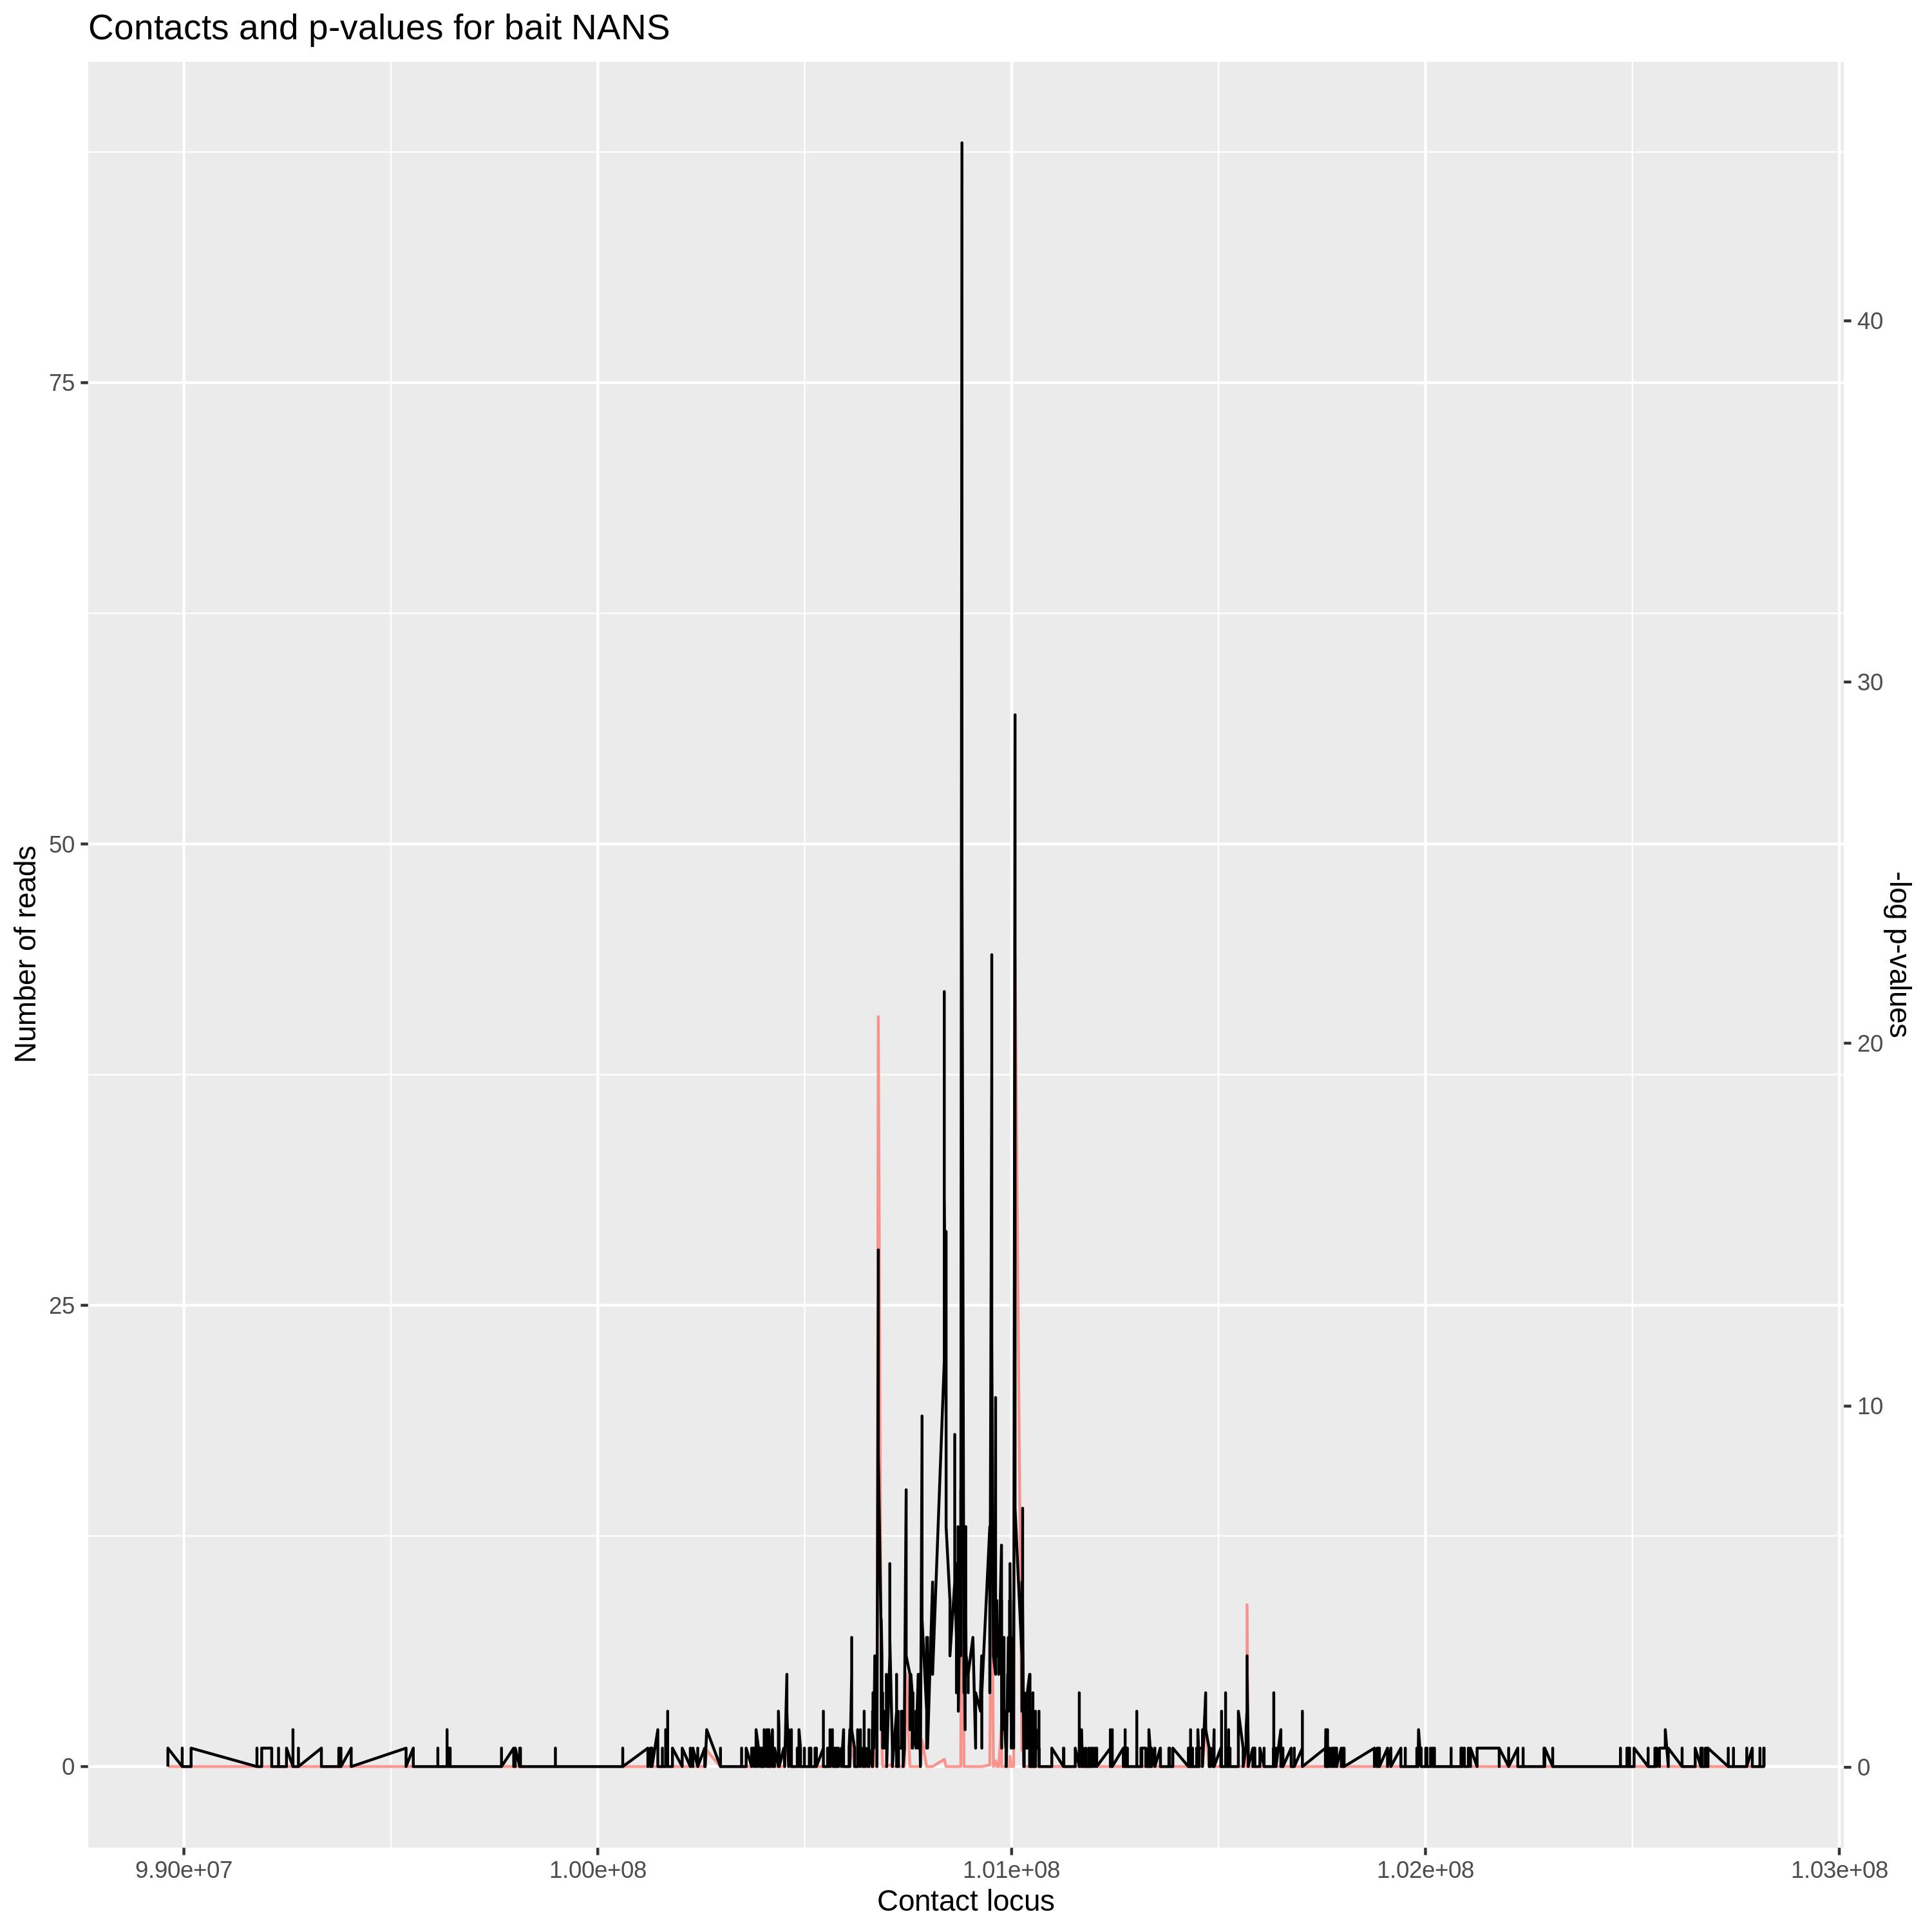 Contacts and p-values for bait NANS
Number of reads
75
50
25
0
40
30
20
10
0
-log p-values
9.90e+07
1.00e+08
1.01e+08
1.02e+08
1.03e+08
Contact locus